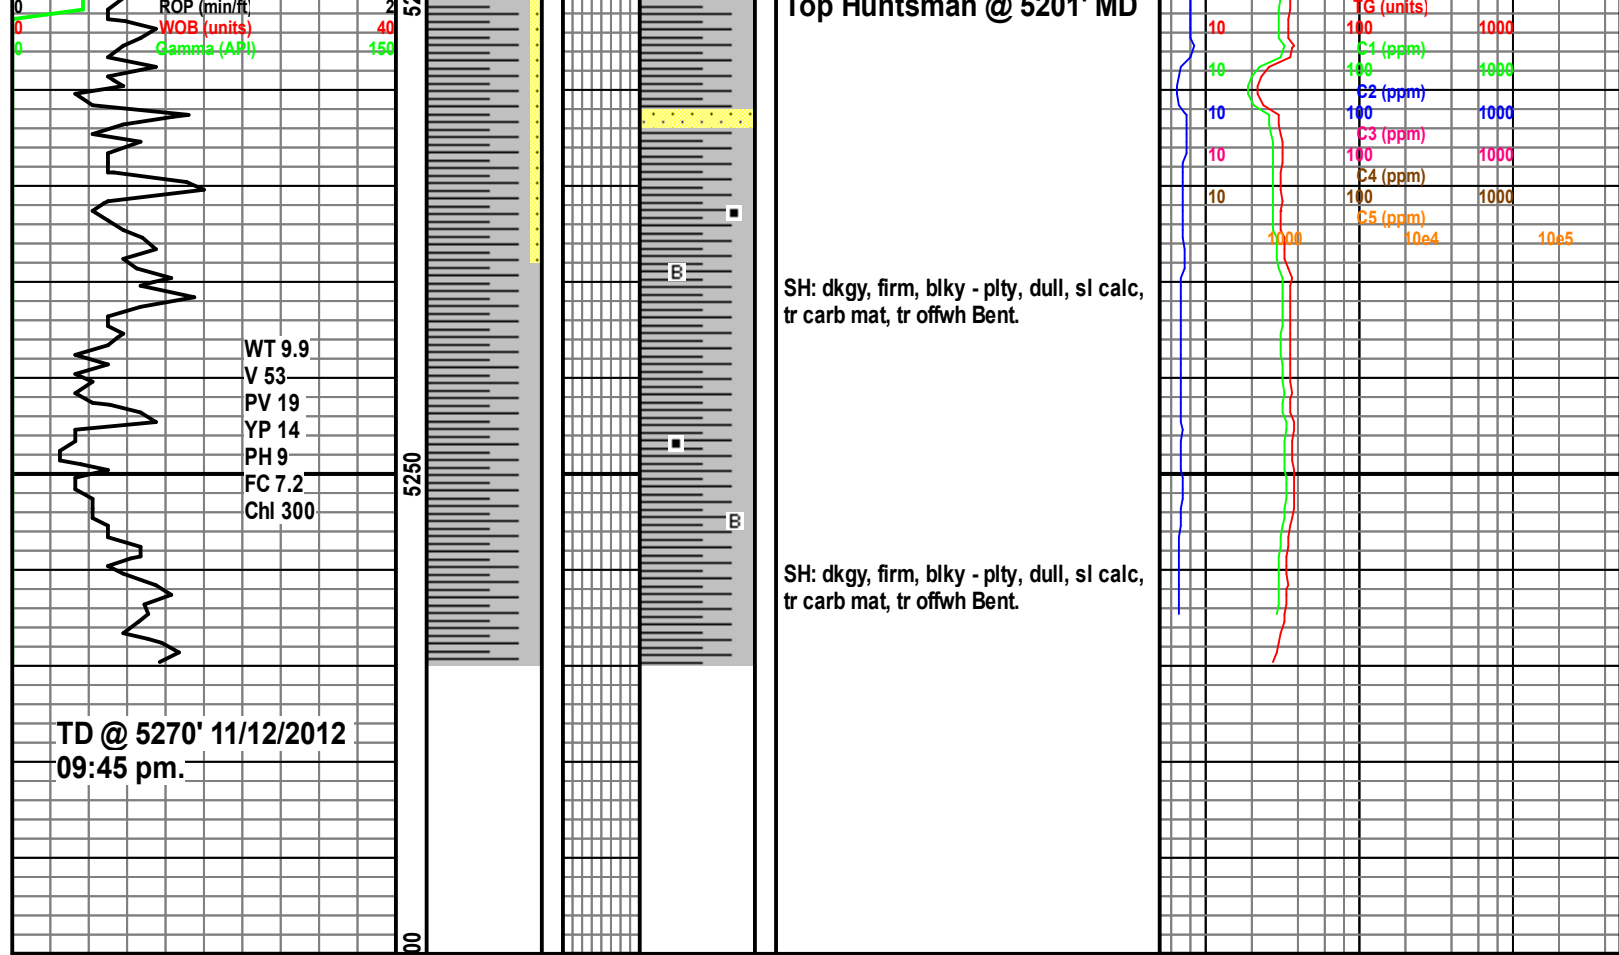 0 ROP (min/ft) 2
0 WOB (units) 40
0 Gamma (API) 150
WT 9.9
V 53
PV 19
YP 14
PH 9
FC 7.2
Chl 300
TD @ 5270' 11/12/2012
09:45 pm.
5250
B
B
Top Huntsman @ 5201' MD
SH: dkgy, firm, blky - plty, dull, sl calc,
tr carb mat, tr offwh Bent.
SH: dkgy, firm, blky - plty, dull, sl calc,
tr carb mat, tr offwh Bent.
TG (units)
10 100 1000
C1 (ppm)
10 100 1000
C2 (ppm)
10 100 1000
C3 (ppm)
10 100 1000
C4 (ppm)
10 100 1000
C5 (ppm)
1000 10e4 10e5